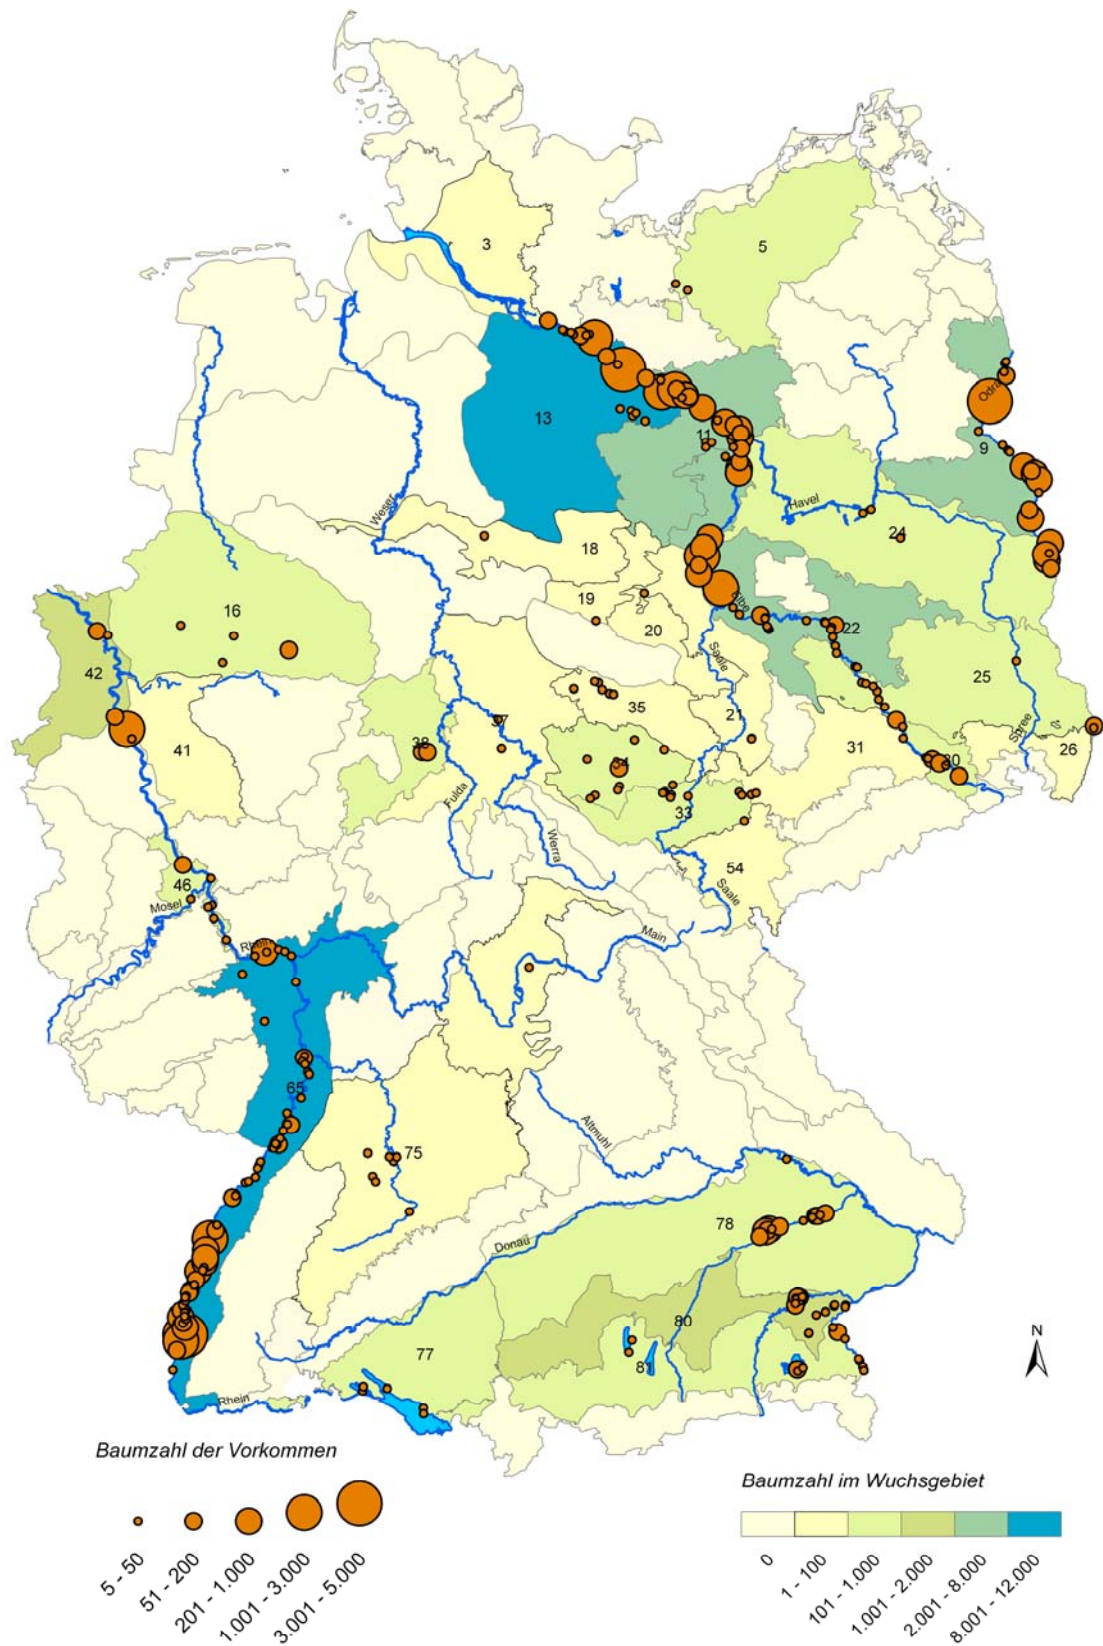 3
5
Odra
13
11
9
Weser
Havel
24
18
16
19
Elbe
20
22
42
Saale
25
35
37
21
41
31
Spree
26
38
34
30
Fulda
33
Werra
54
46
Saale
Mosel
Main
Rhein
65
Altmühl
75
78
Donau
80
77
81
N
Rhein
Baumzahl der Vorkommen
5 - 50
51 - 200
201 - 1.000
1.001 - 3.000
3.001 - 5.000
Baumzahl im Wuchsgebiet
0
1 - 100
101 - 1.000
1.001 - 2.000
2.001 - 8.000
8.001 - 12.000